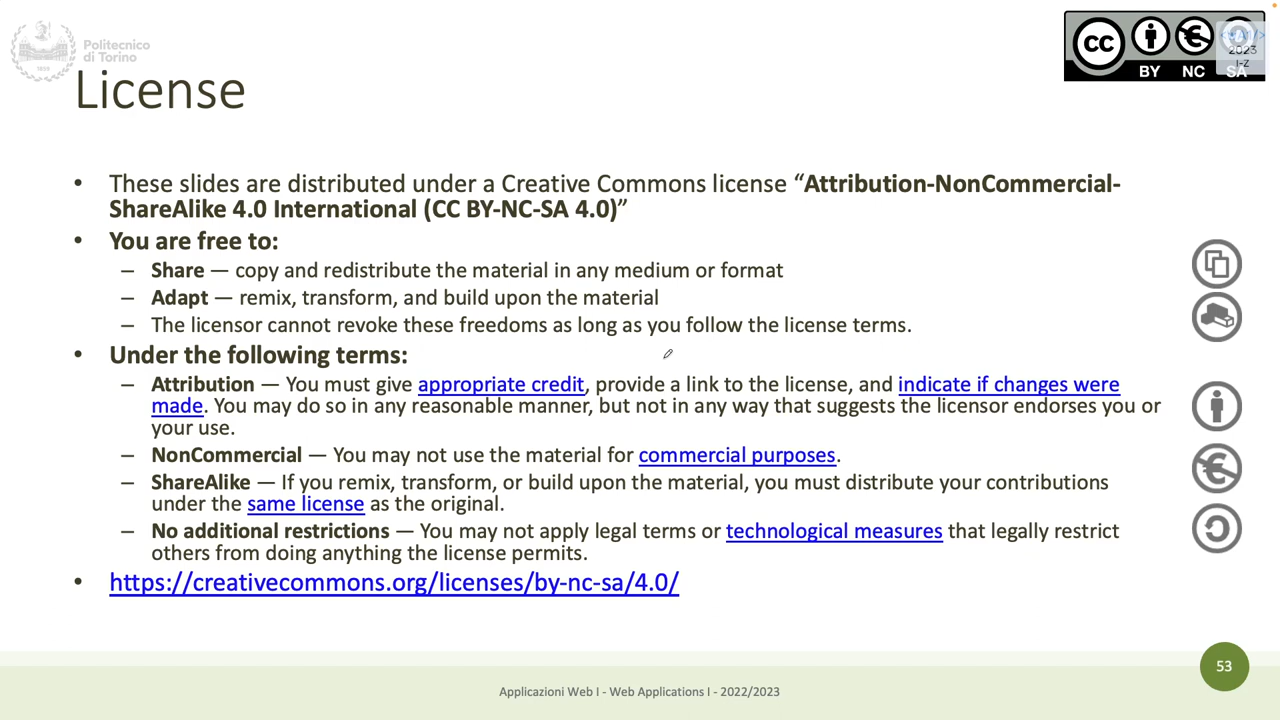 Politecnico
di Torino
1859
License
CC
BY NC SA
<WA1/>
2023
I-Z
• These slides are distributed under a Creative Commons license “Attribution-NonCommercial-
ShareAlike 4.0 International (CC BY-NC-SA 4.0)”
• You are free to:
– Share — copy and redistribute the material in any medium or format
– Adapt — remix, transform, and build upon the material
– The licensor cannot revoke these freedoms as long as you follow the license terms.
• Under the following terms:
– Attribution — You must give appropriate credit, provide a link to the license, and indicate if changes were
made. You may do so in any reasonable manner, but not in any way that suggests the licensor endorses you or
your use.
– NonCommercial — You may not use the material for commercial purposes.
– ShareAlike — If you remix, transform, or build upon the material, you must distribute your contributions
under the same license as the original.
– No additional restrictions — You may not apply legal terms or technological measures that legally restrict
others from doing anything the license permits.
• https://creativecommons.org/licenses/by-nc-sa/4.0/
53
Applicazioni Web I - Web Applications I - 2022/2023